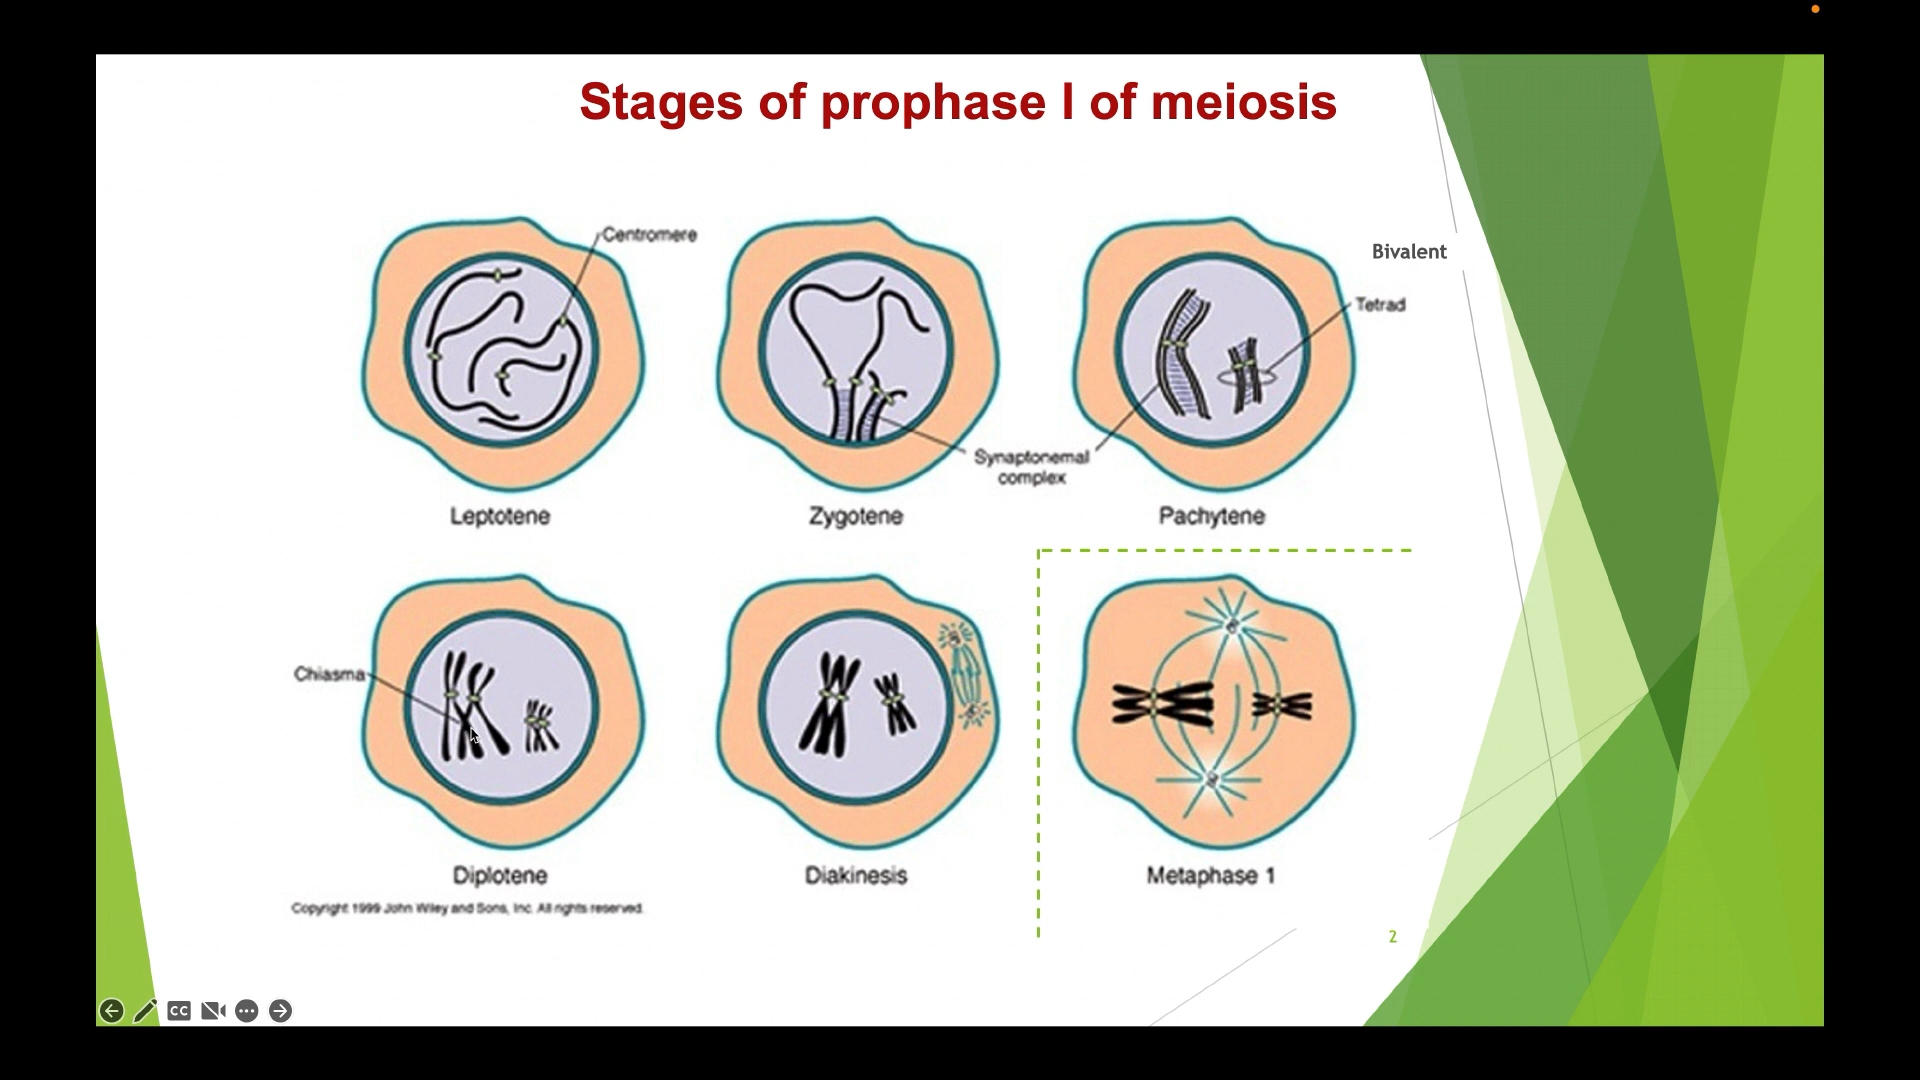 Stages of prophase I of meiosis
Centromere
Bivalent
Tetrad
Synaptonemal
complex
Leptotene
Zygotene
Pachytene
Chiasma
Diplotene
Diakinesis
Metaphase 1
Copyright 1999 John Wiley and Sons, Inc. All rights reserved.
2
CC